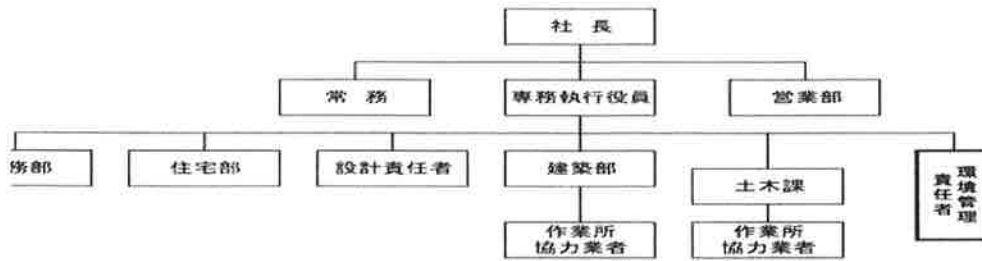 社長
常務
専務執行役員
営業部
務部
住宅部
設計責任者
建築部
土木課
環境管理
責任者
作業所
協力業者
作業所
協力業者